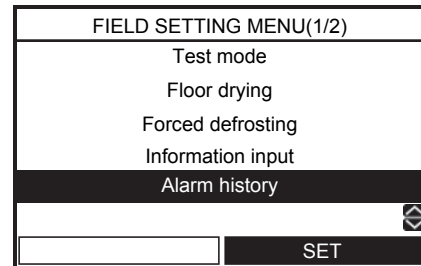 FIELD SETTING MENU(1/2)
Test mode
Floor drying
Forced defrosting
Information input
Alarm history
SET